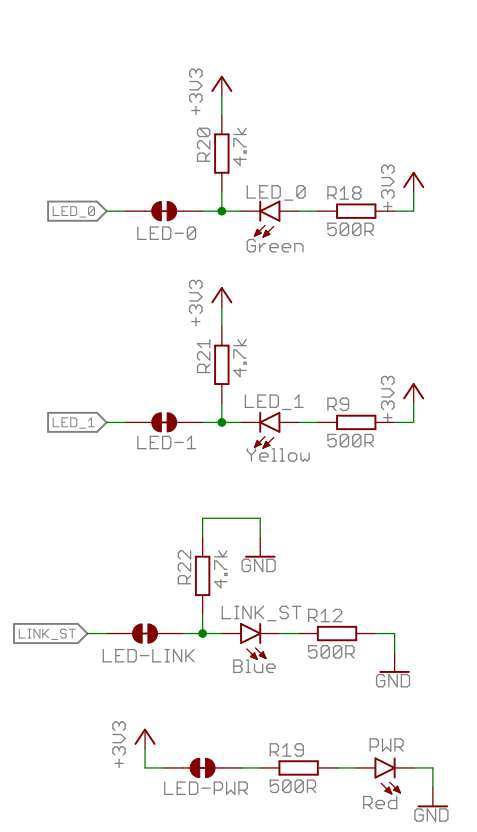 +3V3
R20
4.7k
LED_0
LED-0
LED_0
Green
R18
500R
+3V3
+3V3
R21
4.7k
LED_1
LED-1
LED_1
Yellow
R9
500R
+3V3
R22
4.7k
GND
LINK_ST
LED-LINK
LINK_ST
Blue
R12
500R
GND
+3V3
LED-PWR
R19
500R
PWR
Red
GND